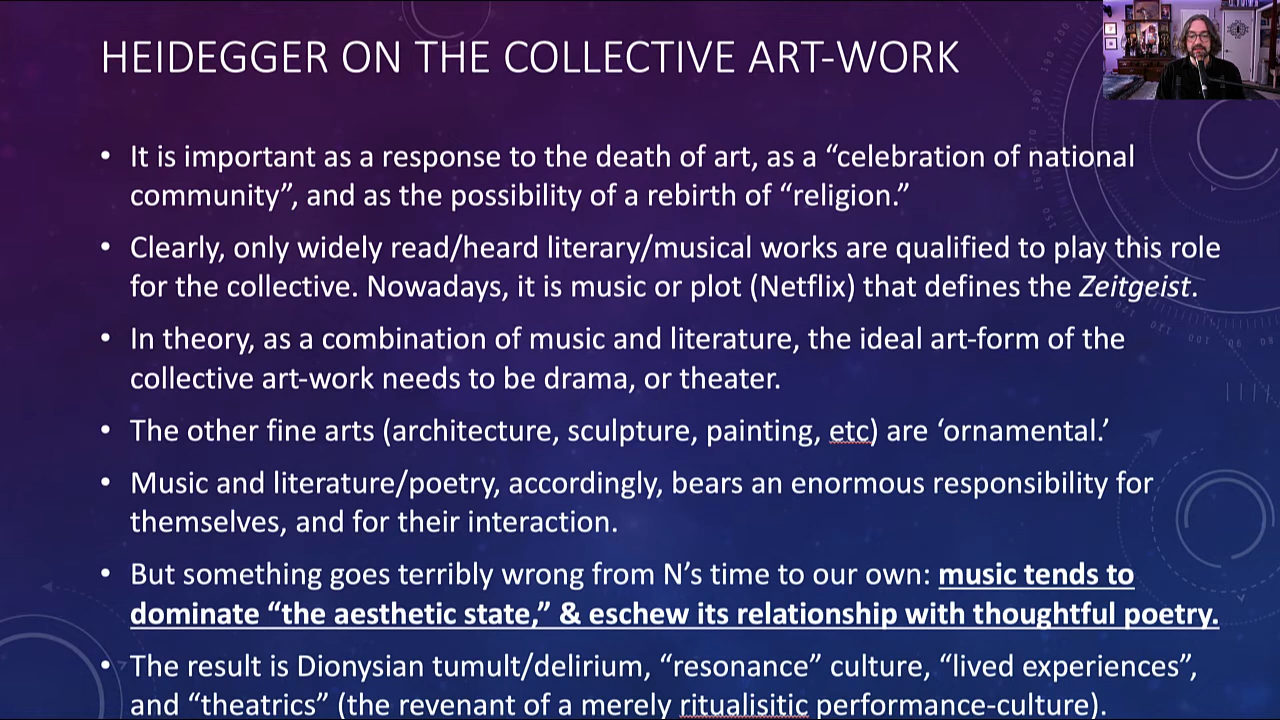 HEIDEGGER ON THE COLLECTIVE ART-WORK
• It is important as a response to the death of art, as a “celebration of national
community”, and as the possibility of a rebirth of “religion.”
• Clearly, only widely read/heard literary/musical works are qualified to play this role
for the collective. Nowadays, it is music or plot (Netflix) that defines the Zeitgeist.
• In theory, as a combination of music and literature, the ideal art-form of the
collective art-work needs to be drama, or theater.
• The other fine arts (architecture, sculpture, painting, etc) are ‘ornamental.’
• Music and literature/poetry, accordingly, bears an enormous responsibility for
themselves, and for their interaction.
• But something goes terribly wrong from N’s time to our own: music tends to
dominate “the aesthetic state,” & eschew its relationship with thoughtful poetry.
• The result is Dionysian tumult/delirium, “resonance” culture, “lived experiences”,
and “theatrics” (the revenant of a merely ritualisitic performance-culture).